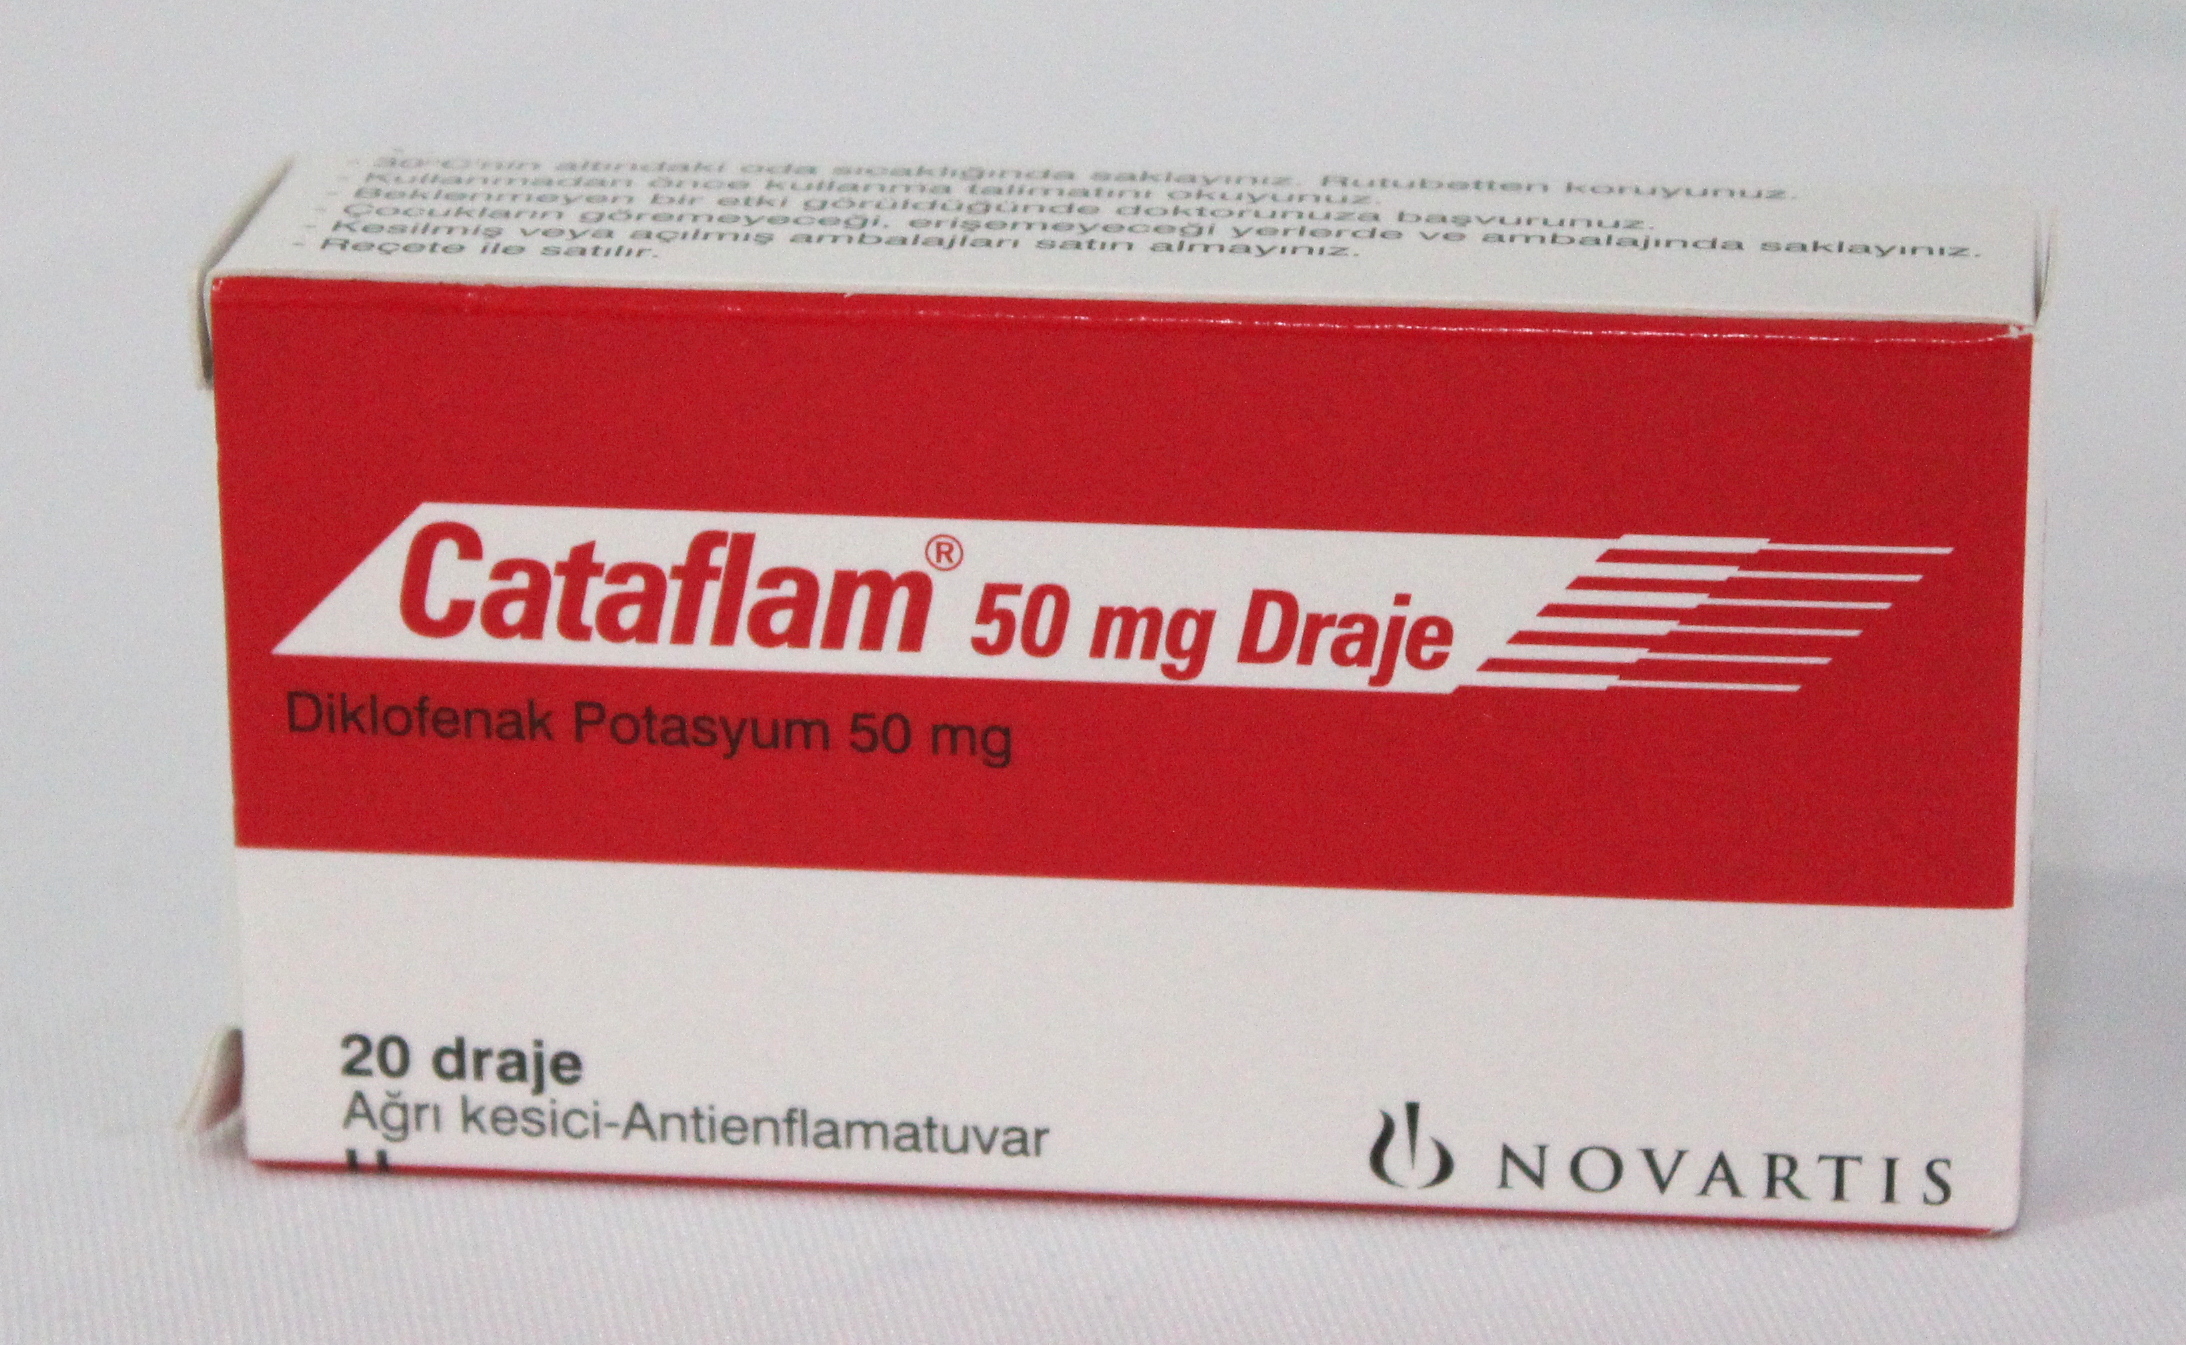 - 30°C'nin altındaki oda sıcaklığında saklayınız. Rutubetten koruyunuz.
- Kullanmadan önce kullanma talimatını okuyunuz.
- Beklenmeyen bir etki görüldüğünde doktorunuza başvurunuz.
- Çocukların göremeyeceği, erişemeyeceği yerlerde ve ambalajında saklayınız.
- Kesilmiş veya açılmış ambalajları satın almayınız.
- Reçete ile satılır.
Cataflam® 50 mg Draje
Diklofenak Potasyum 50 mg
20 draje
Ağrı kesici-Antienflamatuvar
NOVARTIS